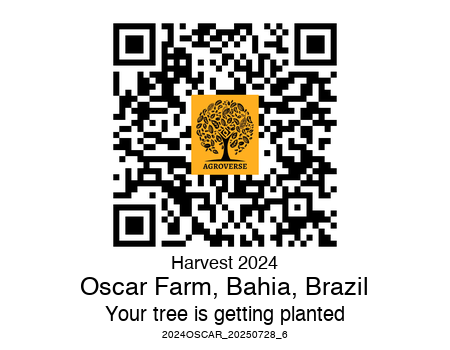 AGROVERSE
Harvest 2024
Oscar Farm, Bahia, Brazil
Your tree is getting planted
2024OSCAR_20250728_6